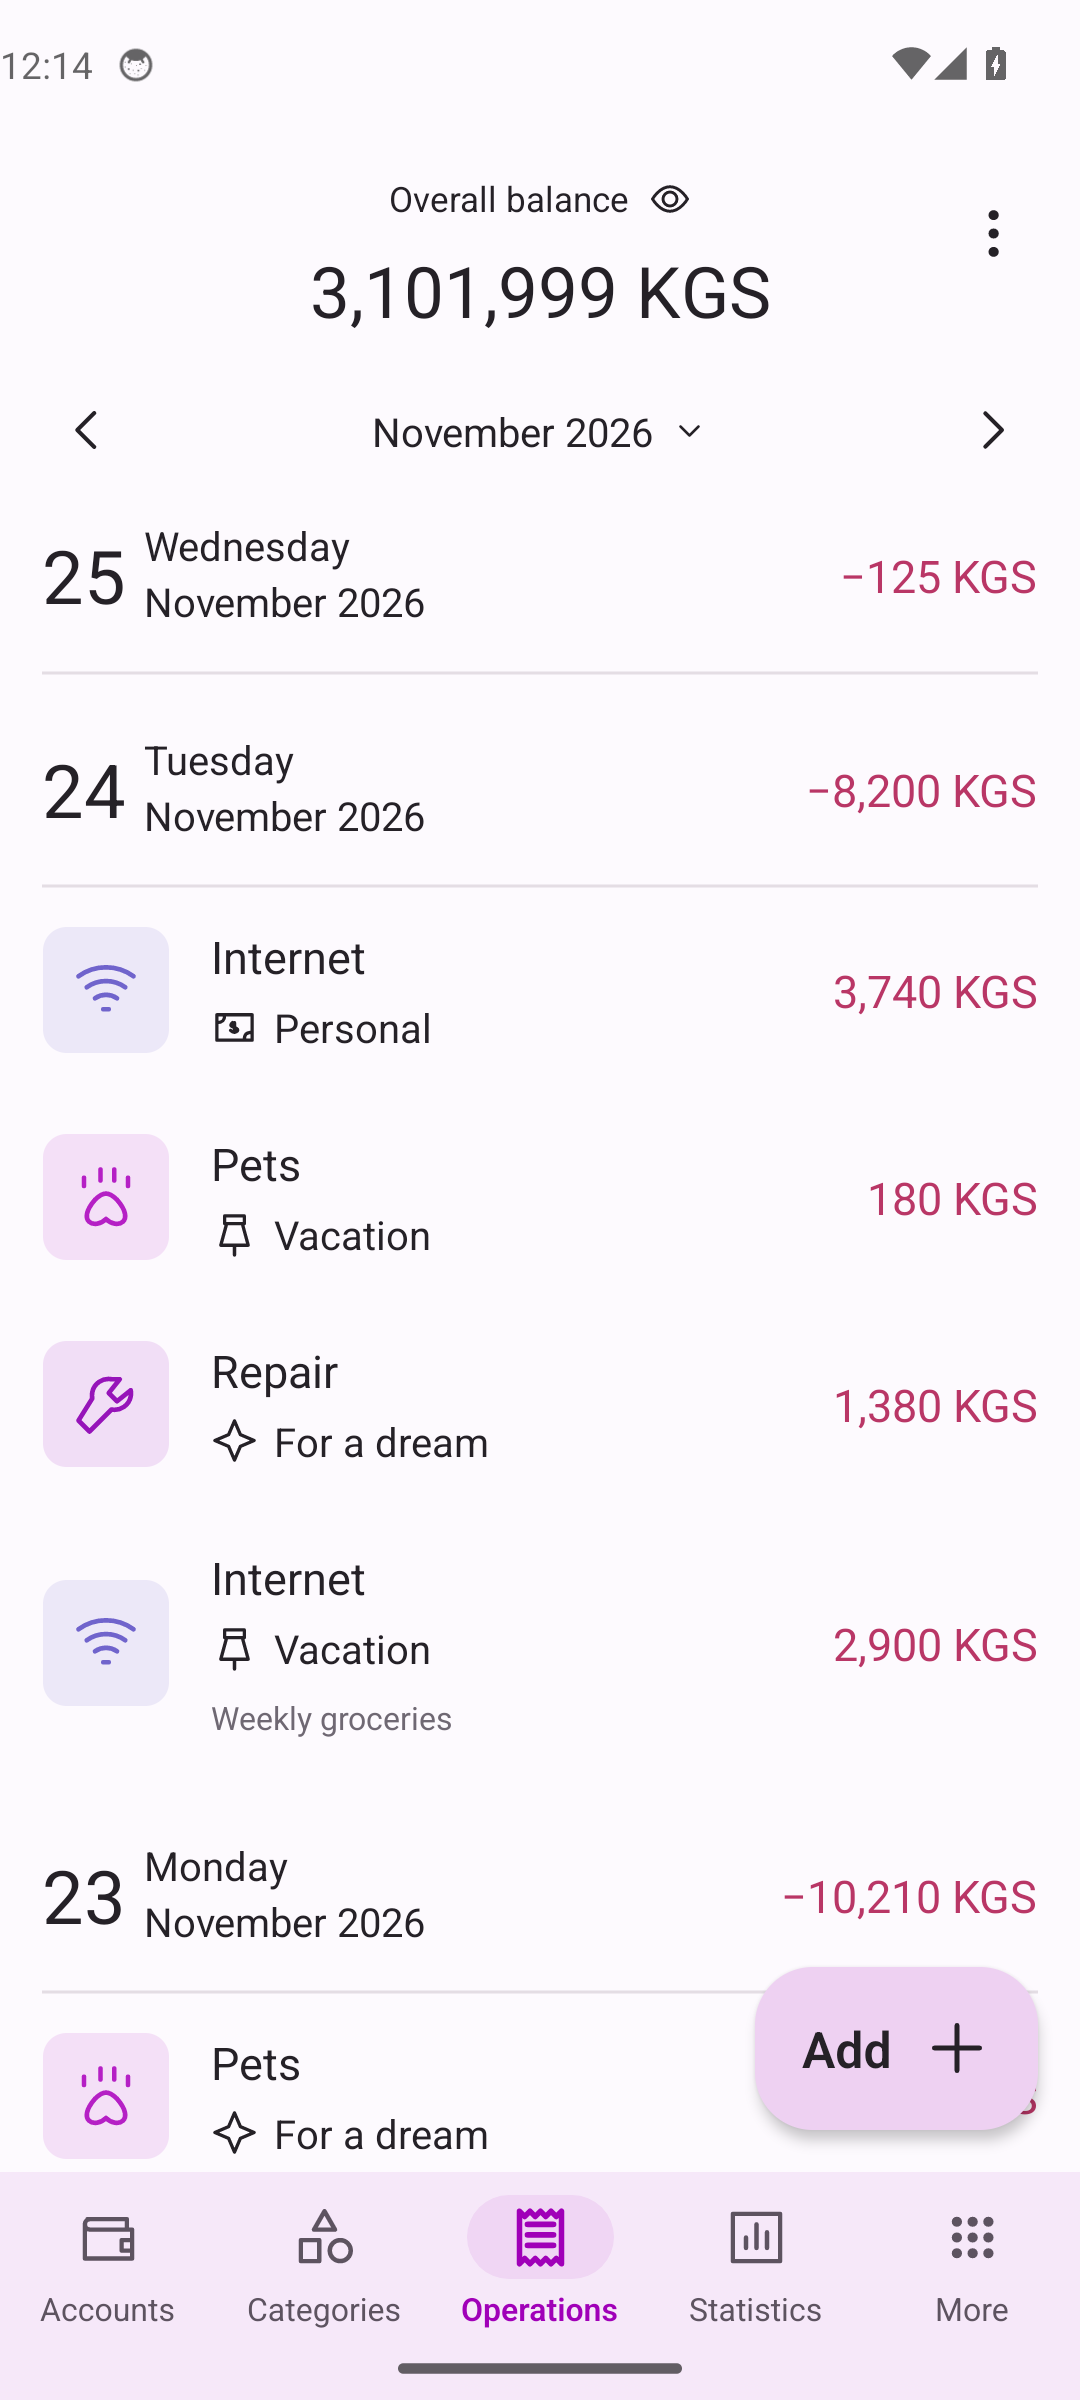 12:14
Overall balance
3,101,999 KGS
November 2026
25
Wednesday
November 2026
−125 KGS
24
Tuesday
November 2026
−8,200 KGS
Internet
Personal
3,740 KGS
Pets
Vacation
180 KGS
Repair
For a dream
1,380 KGS
Internet
Vacation
Weekly groceries
2,900 KGS
23
Monday
November 2026
−10,210 KGS
Pets
For a dream
Add
Accounts
Categories
Operations
Statistics
More